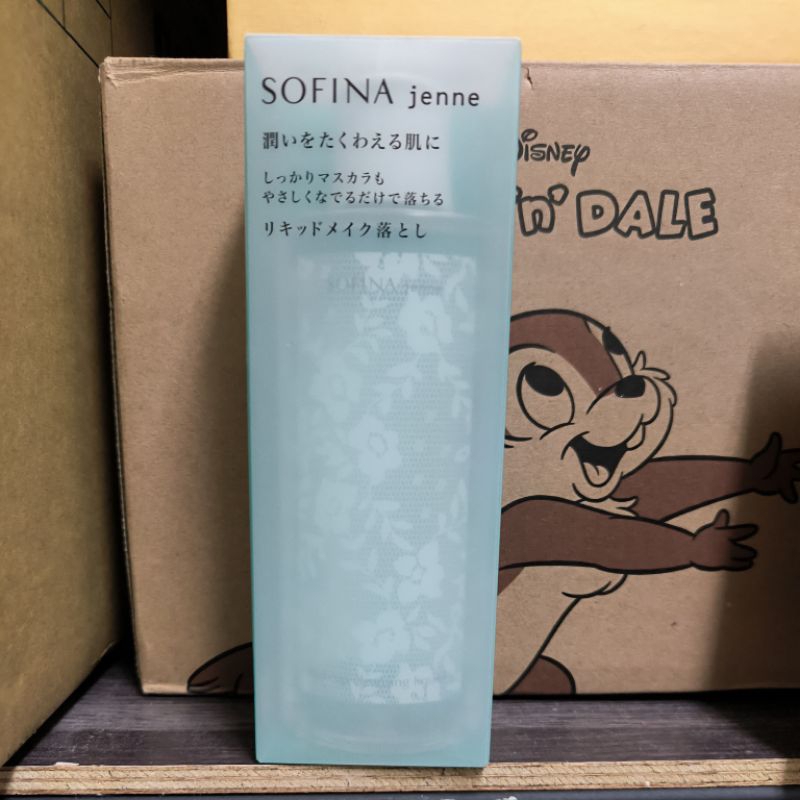 SOFINA jenne
潤いをたくわえる肌に
しっかりマスカラも
やさしくなでるだけで落ちる
リキッドメイク落とし
SOFINA
DISNEY
'n' DALE